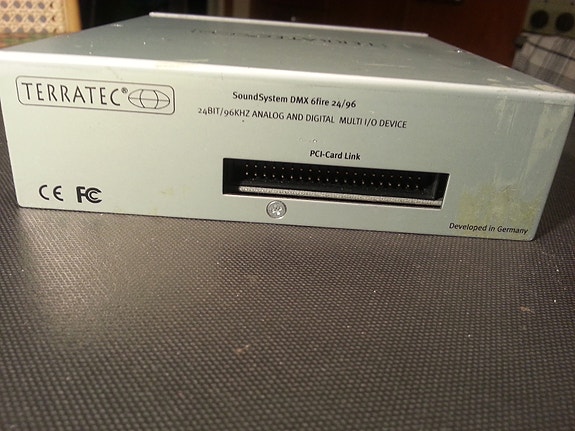 TERRATEC®
SoundSystem DMX 6fire 24/96
24BIT/96KHZ ANALOG AND DIGITAL MULTI I/O DEVICE
PCI-Card Link
CE FC
Developed in Germany